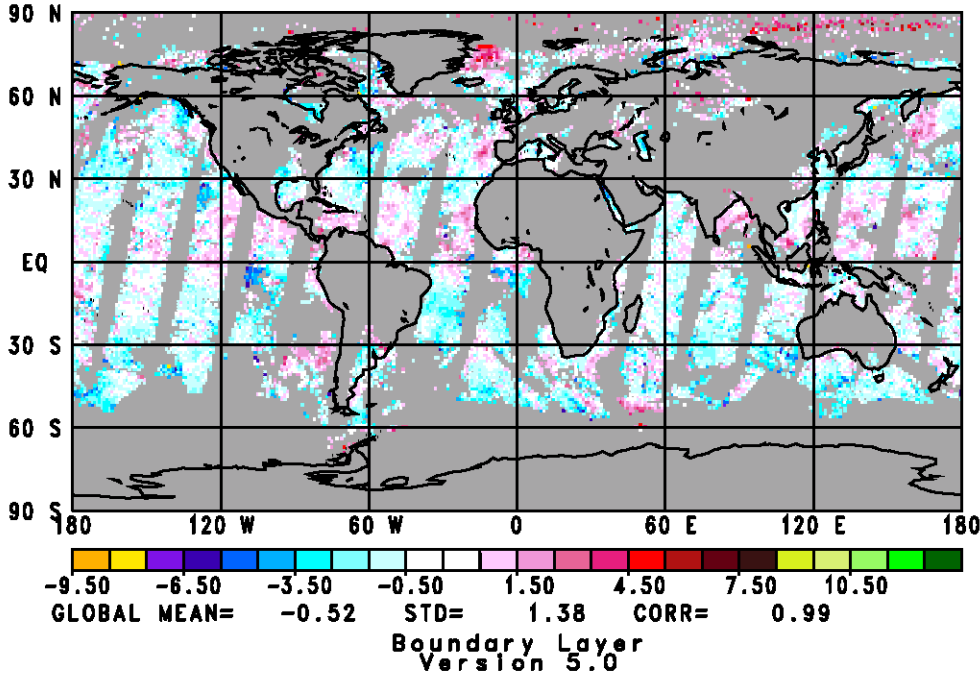 90 N
60 N
30 N
EQ
30 S
60 S
90 S
180 120 W 60 W 0 60 E 120 E 180
-9.50 -6.50 -3.50 -0.50 1.50 4.50 7.50 10.50
GLOBAL MEAN= -0.52 STD= 1.38 CORR= 0.99
Boundary Layer
Version 5.0